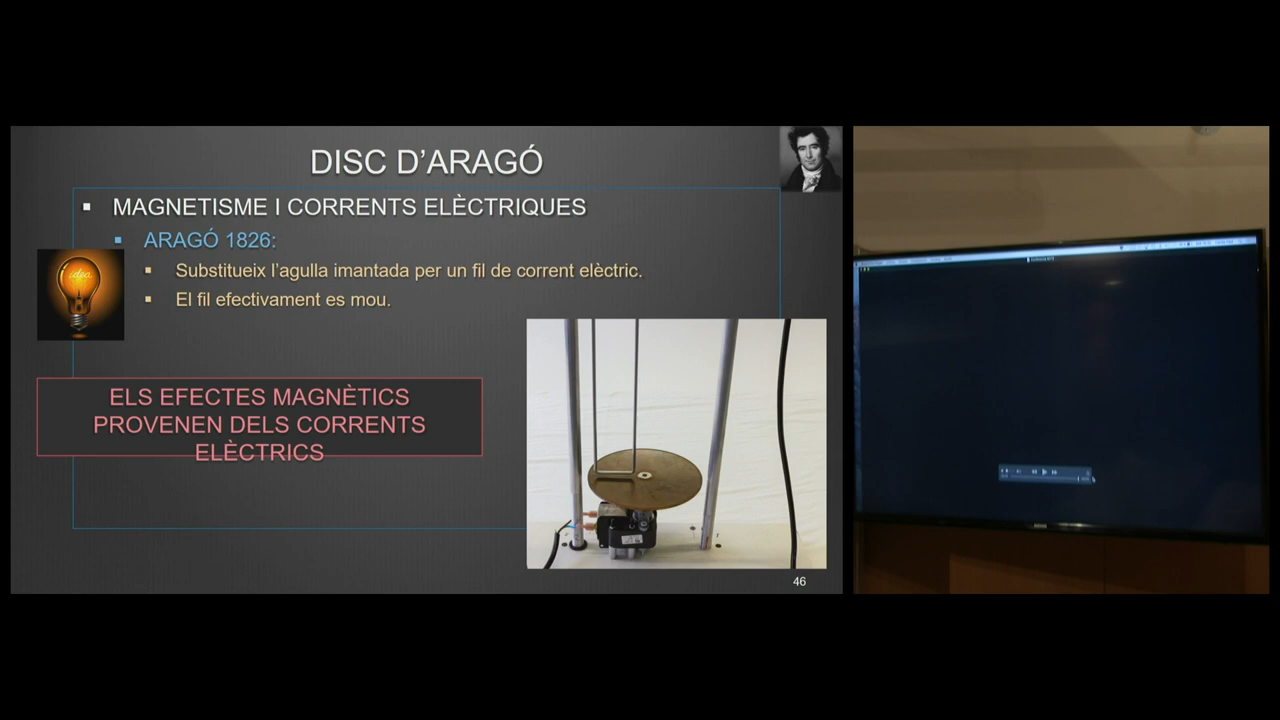 DISC D'ARAGÓ
MAGNETISME I CORRENTS ELÈCTRIQUES
ARAGÓ 1826:
idea
Substitueix l'agulla imantada per un fil de corrent elèctric.
El fil efectivament es mou.
ELS EFECTES MAGNÈTICS
PROVENEN DELS CORRENTS
ELÈCTRICS
46